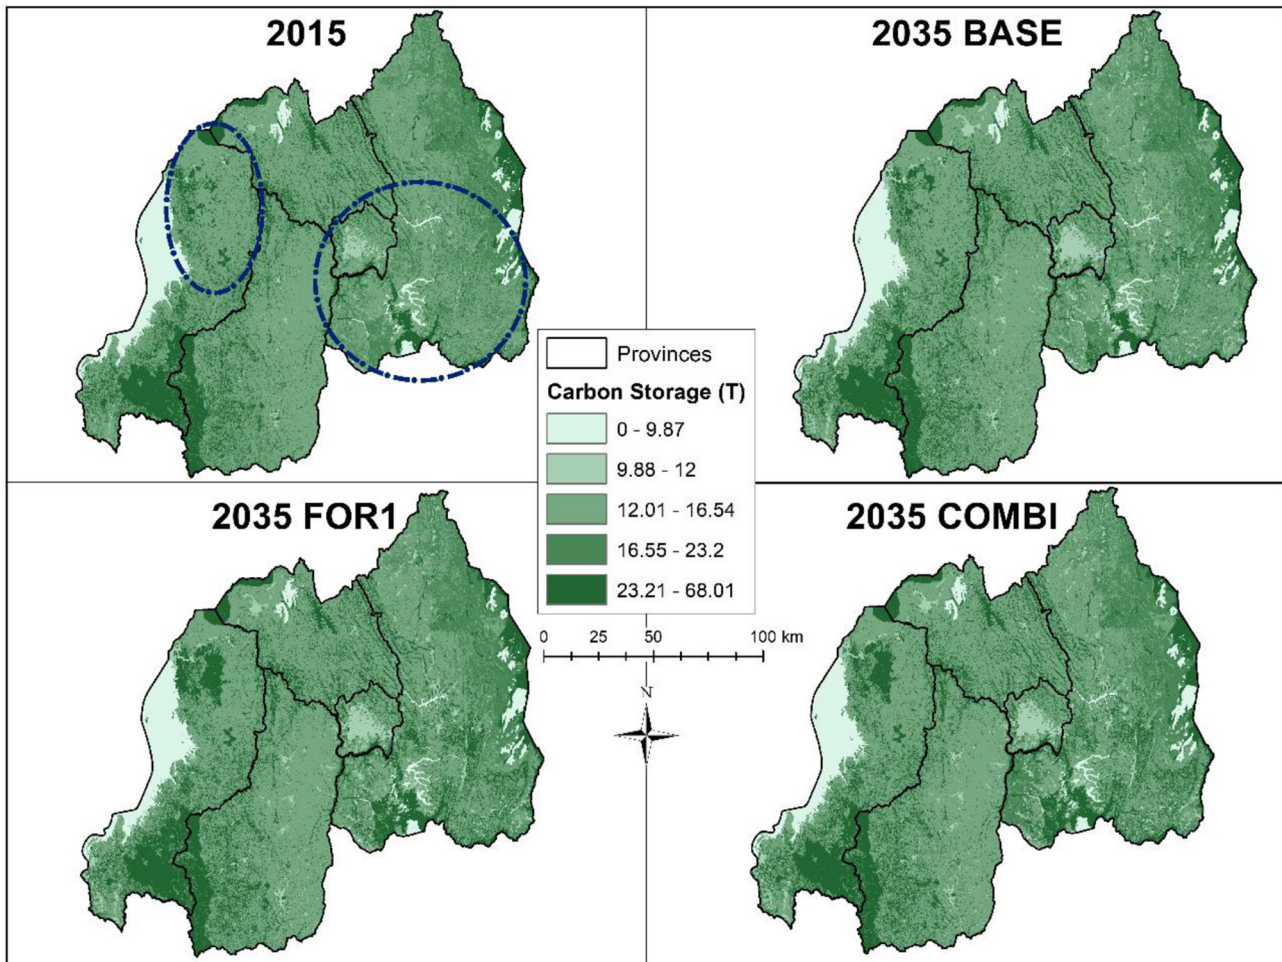 2015
2035 BASE
Provinces
Carbon Storage (T)
0 - 9.87
9.88 - 12
12.01 - 16.54
16.55 - 23.2
23.21 - 68.01
2035 FOR1
2035 COMBI
0 25 50 100 km
N